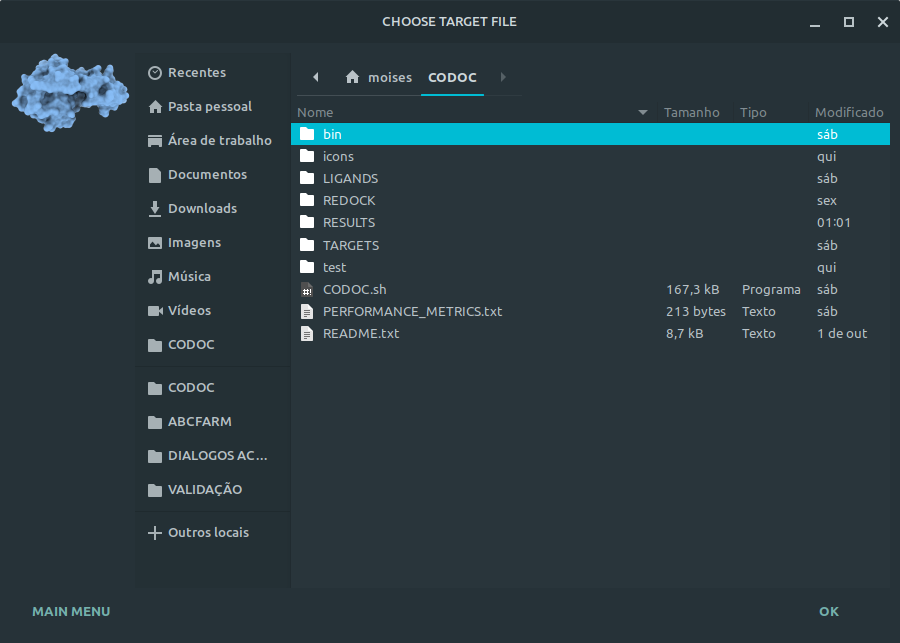 CHOOSE TARGET FILE
Recentes
Pasta pessoal
Área de trabalho
Documentos
Downloads
Imagens
Música
Vídeos
CODOC
CODOC
ABCFARM
DIALOGOS AC...
VALIDAÇÃO
Outros locais
moises CODOC
Nome Tamanho Tipo Modificado
bin sáb
icons qui
LIGANDS sáb
REDOCK sex
RESULTS 01:01
TARGETS sáb
test qui
CODOC.sh 167,3 kB Programa sáb
PERFORMANCE_METRICS.txt 213 bytes Texto sáb
README.txt 8,7 kB Texto 1 de out
MAIN MENU OK